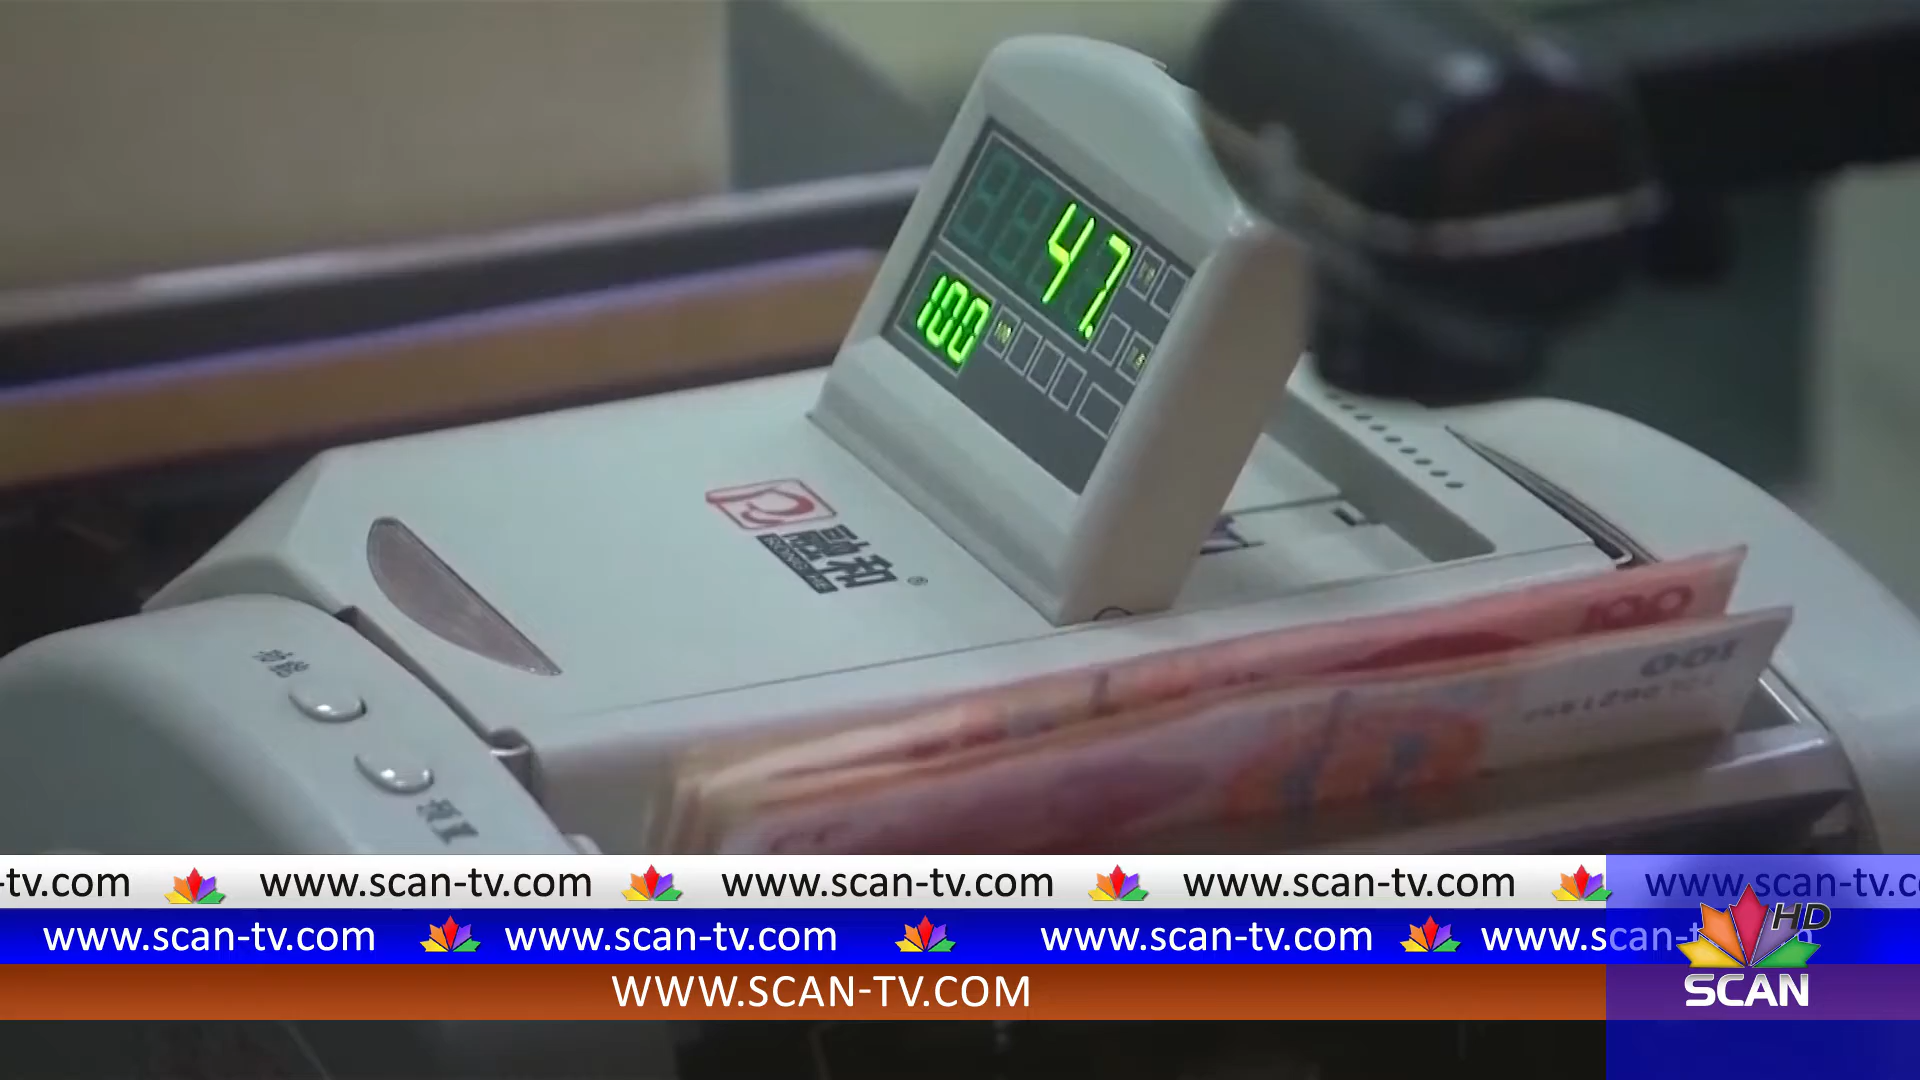 47.
100
融和
®
功能
100
100
-tv.com www.scan-tv.com www.scan-tv.com www.scan-tv.com www.scan-tv.c
www.scan-tv.com www.scan-tv.com www.scan-tv.com www.scan-t
WWW.SCAN-TV.COM
HD
SCAN